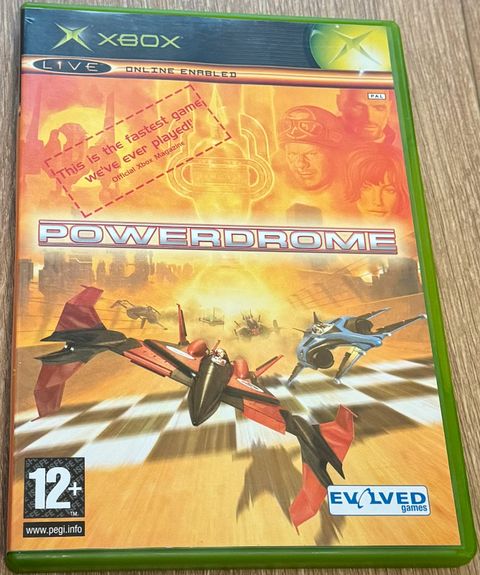 XBOX
LIVE ONLINE ENABLED
PAL
This is the fastest game
we've ever played!
Official Xbox Magazine
POWERDROME
12+
TM
www.pegi.info
EVOLVED
games